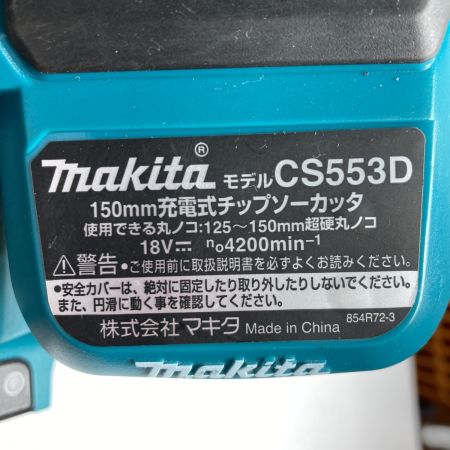 makita® モデル CS553D
150mm充電式チップソーカッタ
使用できる丸ノコ:125～150mm超硬丸ノコ
18V⎓ n₀4200min⁻¹
⚠警告 •ご使用前に取扱説明書を必ずよくお読みください。
•安全カバーは、絶対に固定したり取り外したりしないでください。
また、円滑に動く事を確認してください。
株式会社マキタ Made in China 854R72-3
makita